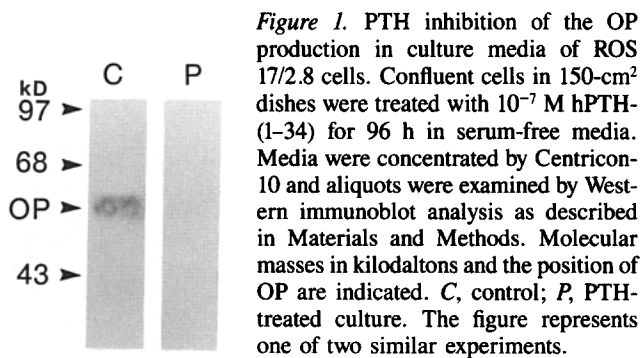 C P
kD
97
68
OP
43
Figure 1. PTH inhibition of the OP
production in culture media of ROS
17/2.8 cells. Confluent cells in 150-cm²
dishes were treated with 10⁻⁷ M hPTH-
(1–34) for 96 h in serum-free media.
Media were concentrated by Centricon-
10 and aliquots were examined by West-
ern immunoblot analysis as described
in Materials and Methods. Molecular
masses in kilodaltons and the position of
OP are indicated. C, control; P, PTH-
treated culture. The figure represents
one of two similar experiments.